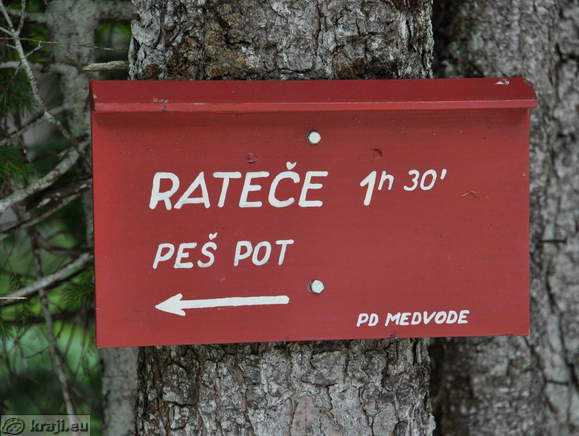 RATEČE 1h 30'
PEŠ POT
PD MEDVODE
kraji.eu